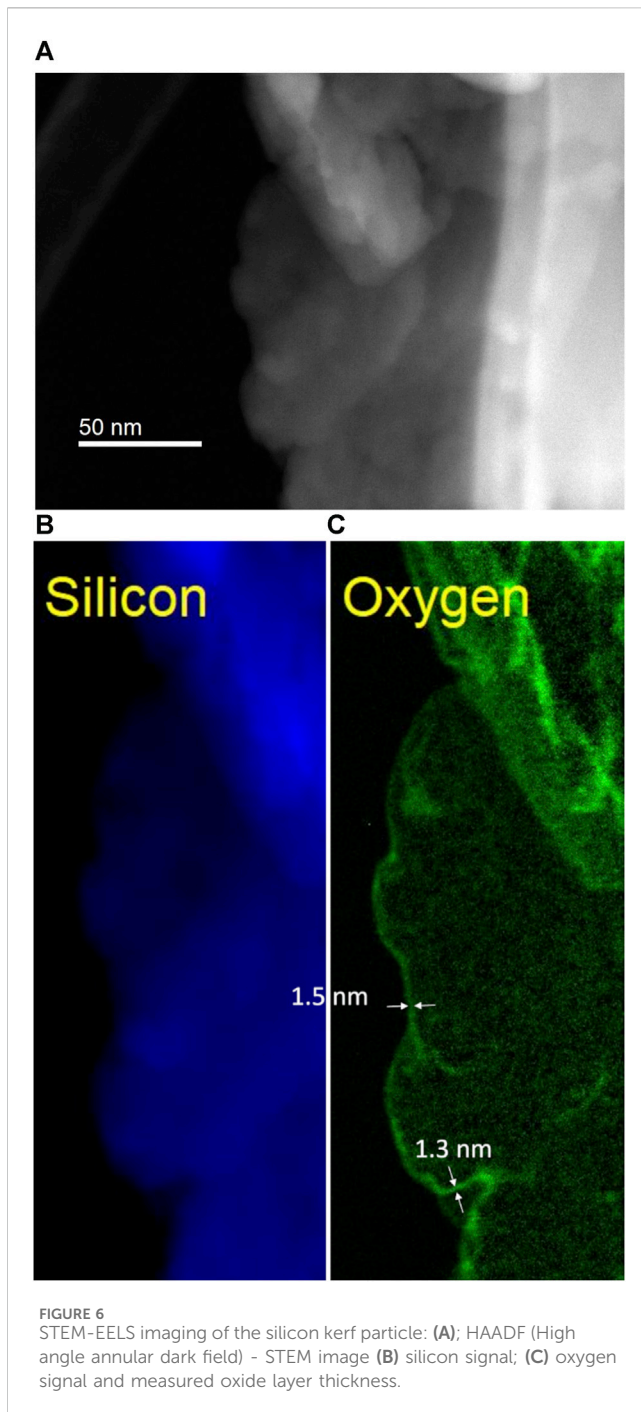 A
50 nm
B
C
Silicon
Oxygen
1.5 nm
1.3 nm
FIGURE 6
STEM-EELS imaging of the silicon kerf particle: (A); HAADF (High
angle annular dark field) - STEM image (B) silicon signal; (C) oxygen
signal and measured oxide layer thickness.